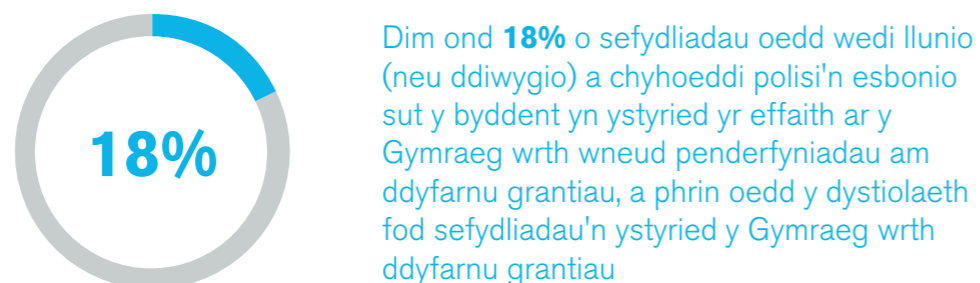 18%
Dim ond 18% o sefydliadau oedd wedi llunio
(neu ddiwygio) a chyhoeddi polisi'n esbonio
sut y byddent yn ystyried yr effaith ar y
Gymraeg wrth wneud penderfyniadau am
ddyfarnu grantiau, a phrin oedd y dystiolaeth
fod sefydliadau'n ystyried y Gymraeg wrth
ddyfarnu grantiau